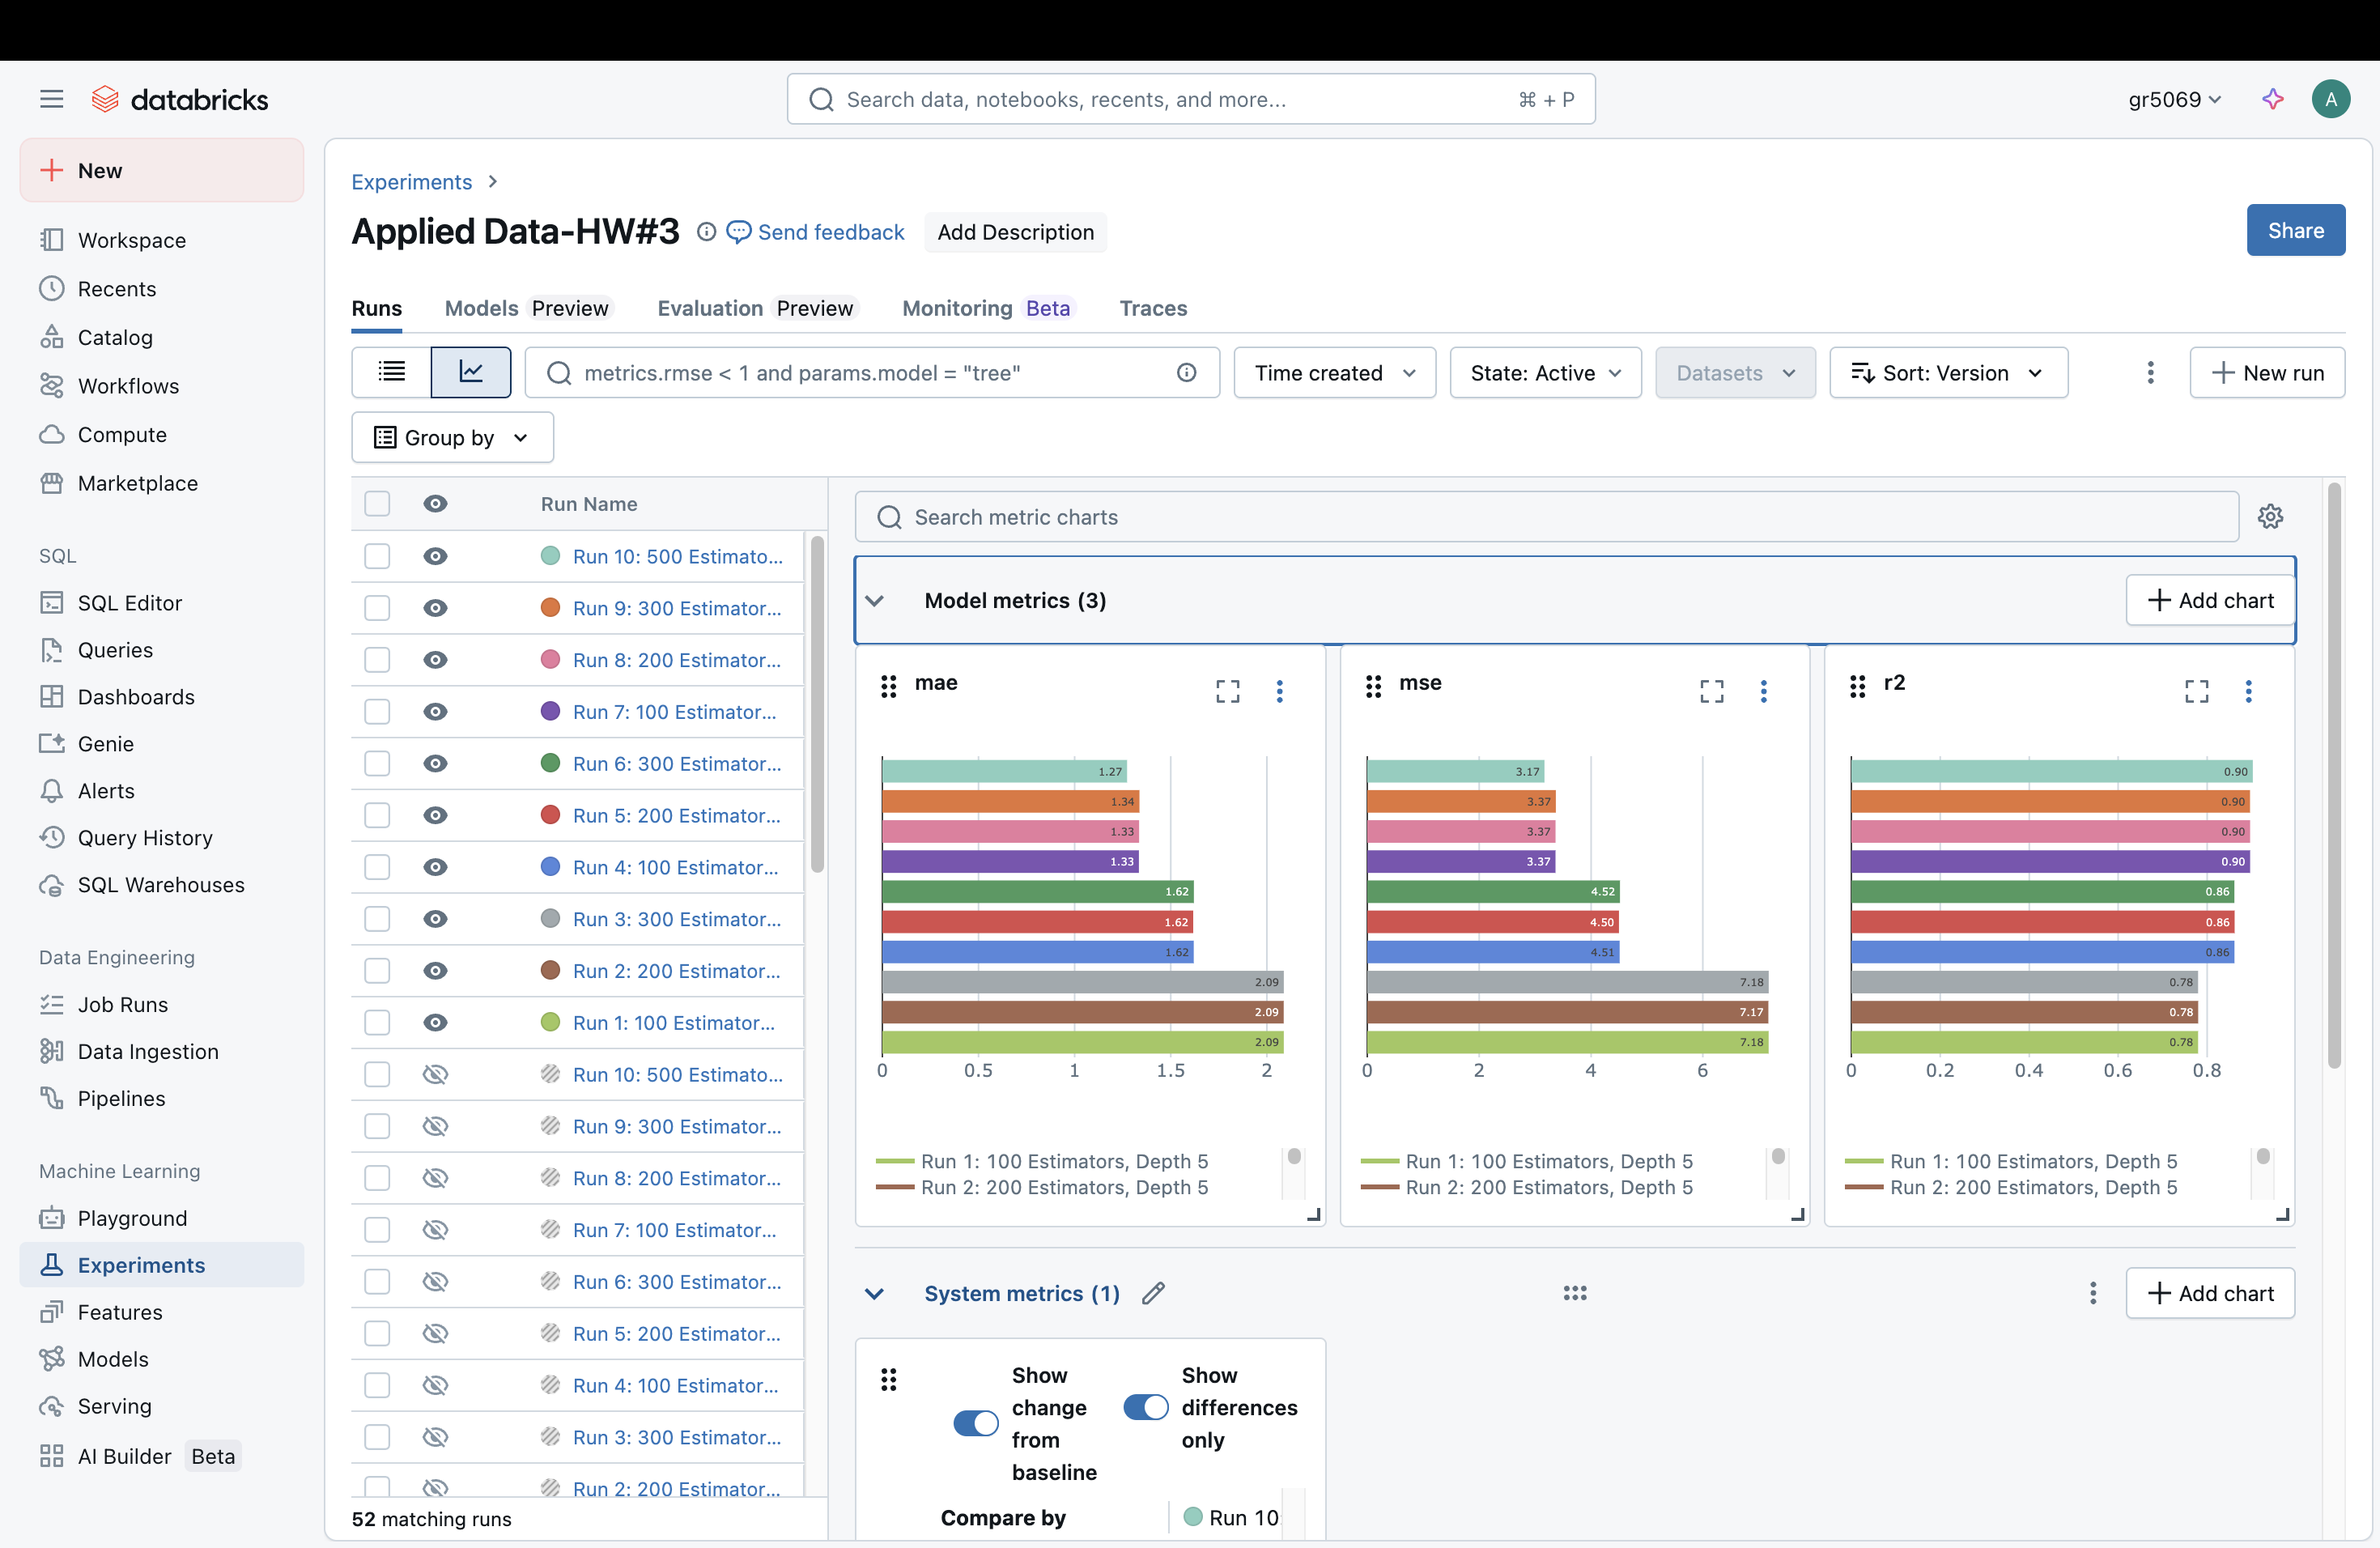 databricks
Search data, notebooks, recents, and more...
⌘ + P
gr5069
A
New
Workspace
Recents
Catalog
Workflows
Compute
Marketplace
SQL
SQL Editor
Queries
Dashboards
Genie
Alerts
Query History
SQL Warehouses
Data Engineering
Job Runs
Data Ingestion
Pipelines
Machine Learning
Playground
Experiments
Features
Models
Serving
AI Builder Beta
Experiments >
Applied Data-HW#3
Send feedback
Add Description
Share
Runs
Models Preview
Evaluation Preview
Monitoring Beta
Traces
metrics.rmse < 1 and params.model = "tree"
Time created
State: Active
Datasets
Sort: Version
New run
Group by
Run Name
Run 10: 500 Estimato...
Run 9: 300 Estimator...
Run 8: 200 Estimator...
Run 7: 100 Estimator...
Run 6: 300 Estimator...
Run 5: 200 Estimator...
Run 4: 100 Estimator...
Run 3: 300 Estimator...
Run 2: 200 Estimator...
Run 1: 100 Estimator...
Run 10: 500 Estimato...
Run 9: 300 Estimator...
Run 8: 200 Estimator...
Run 7: 100 Estimator...
Run 6: 300 Estimator...
Run 5: 200 Estimator...
Run 4: 100 Estimator...
Run 3: 300 Estimator...
Run 2: 200 Estimator...
52 matching runs
Search metric charts
Model metrics (3)
Add chart
mae
1.27
1.34
1.33
1.33
1.62
1.62
1.62
2.09
2.09
2.09
0 0.5 1 1.5 2
Run 1: 100 Estimators, Depth 5
Run 2: 200 Estimators, Depth 5
mse
3.17
3.37
3.37
3.37
4.52
4.50
4.51
7.18
7.17
7.18
0 2 4 6
Run 1: 100 Estimators, Depth 5
Run 2: 200 Estimators, Depth 5
r2
0.90
0.90
0.90
0.90
0.86
0.86
0.86
0.78
0.78
0.78
0 0.2 0.4 0.6 0.8
Run 1: 100 Estimators, Depth 5
Run 2: 200 Estimators, Depth 5
System metrics (1)
Add chart
Show
change
from
baseline
Show
differences
only
Compare by
Run 10